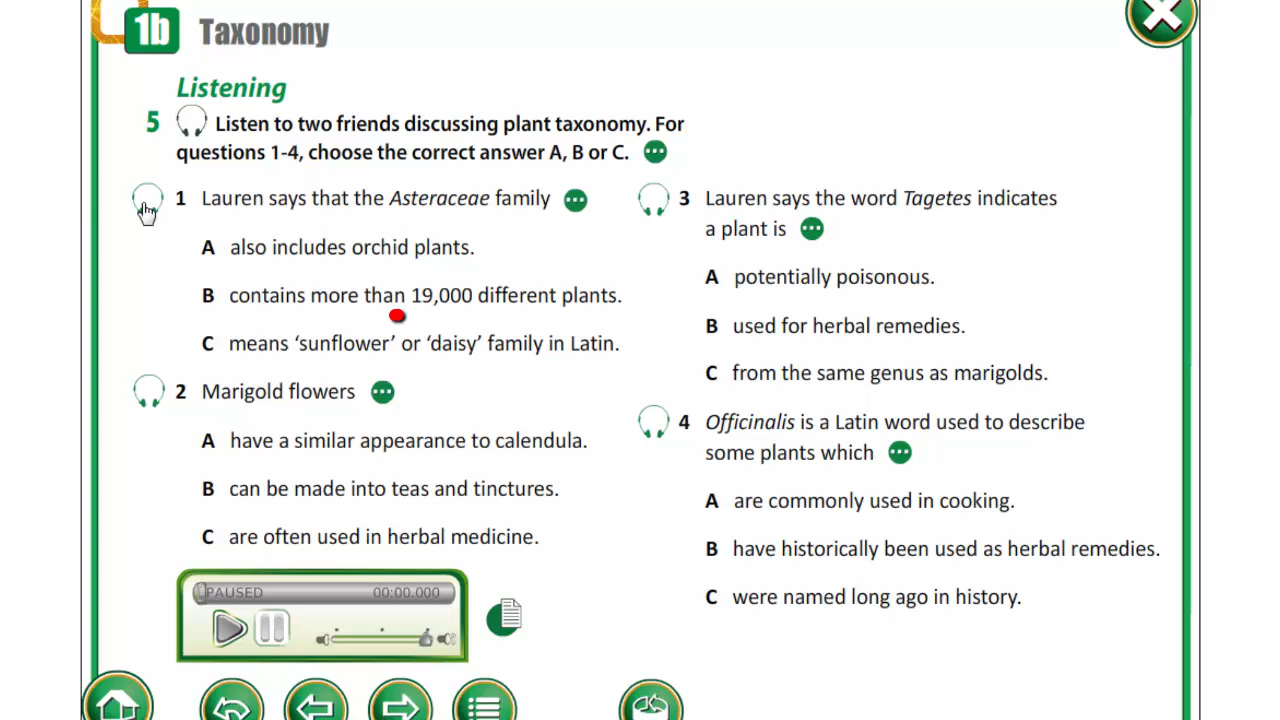 1b Taxonomy
Listening
5 Listen to two friends discussing plant taxonomy. For
questions 1-4, choose the correct answer A, B or C.
1 Lauren says that the Asteraceae family
A also includes orchid plants.
B contains more than 19,000 different plants.
C means ‘sunflower’ or ‘daisy’ family in Latin.
2 Marigold flowers
A have a similar appearance to calendula.
B can be made into teas and tinctures.
C are often used in herbal medicine.
PAUSED 00:00.000
3 Lauren says the word Tagetes indicates
a plant is
A potentially poisonous.
B used for herbal remedies.
C from the same genus as marigolds.
4 Officinalis is a Latin word used to describe
some plants which
A are commonly used in cooking.
B have historically been used as herbal remedies.
C were named long ago in history.